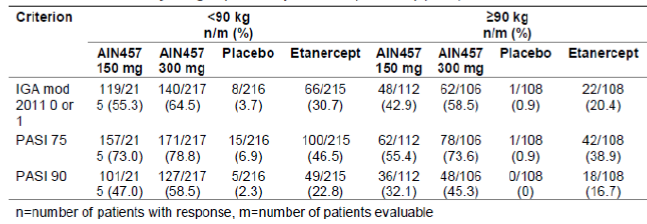 Criterion <90 kg ≥90 kg
n/m (%) n/m (%)
AIN457 AIN457 Placebo Etanercept AIN457 AIN457 Placebo Etanercept
150 mg 300 mg 150 mg 300 mg
IGA mod 119/21 140/217 8/216 66/215 48/112 62/106 1/108 22/108
2011 0 or 5 (55.3) (64.5) (3.7) (30.7) (42.9) (58.5) (0.9) (20.4)
1
PASI 75 157/21 171/217 15/216 100/215 62/112 78/106 1/108 42/108
5 (73.0) (78.8) (6.9) (46.5) (55.4) (73.6) (0.9) (38.9)
PASI 90 101/21 127/217 5/216 49/215 36/112 48/106 0/108 18/108
5 (47.0) (58.5) (2.3) (22.8) (32.1) (45.3) (0) (16.7)
n=number of patients with response, m=number of patients evaluable